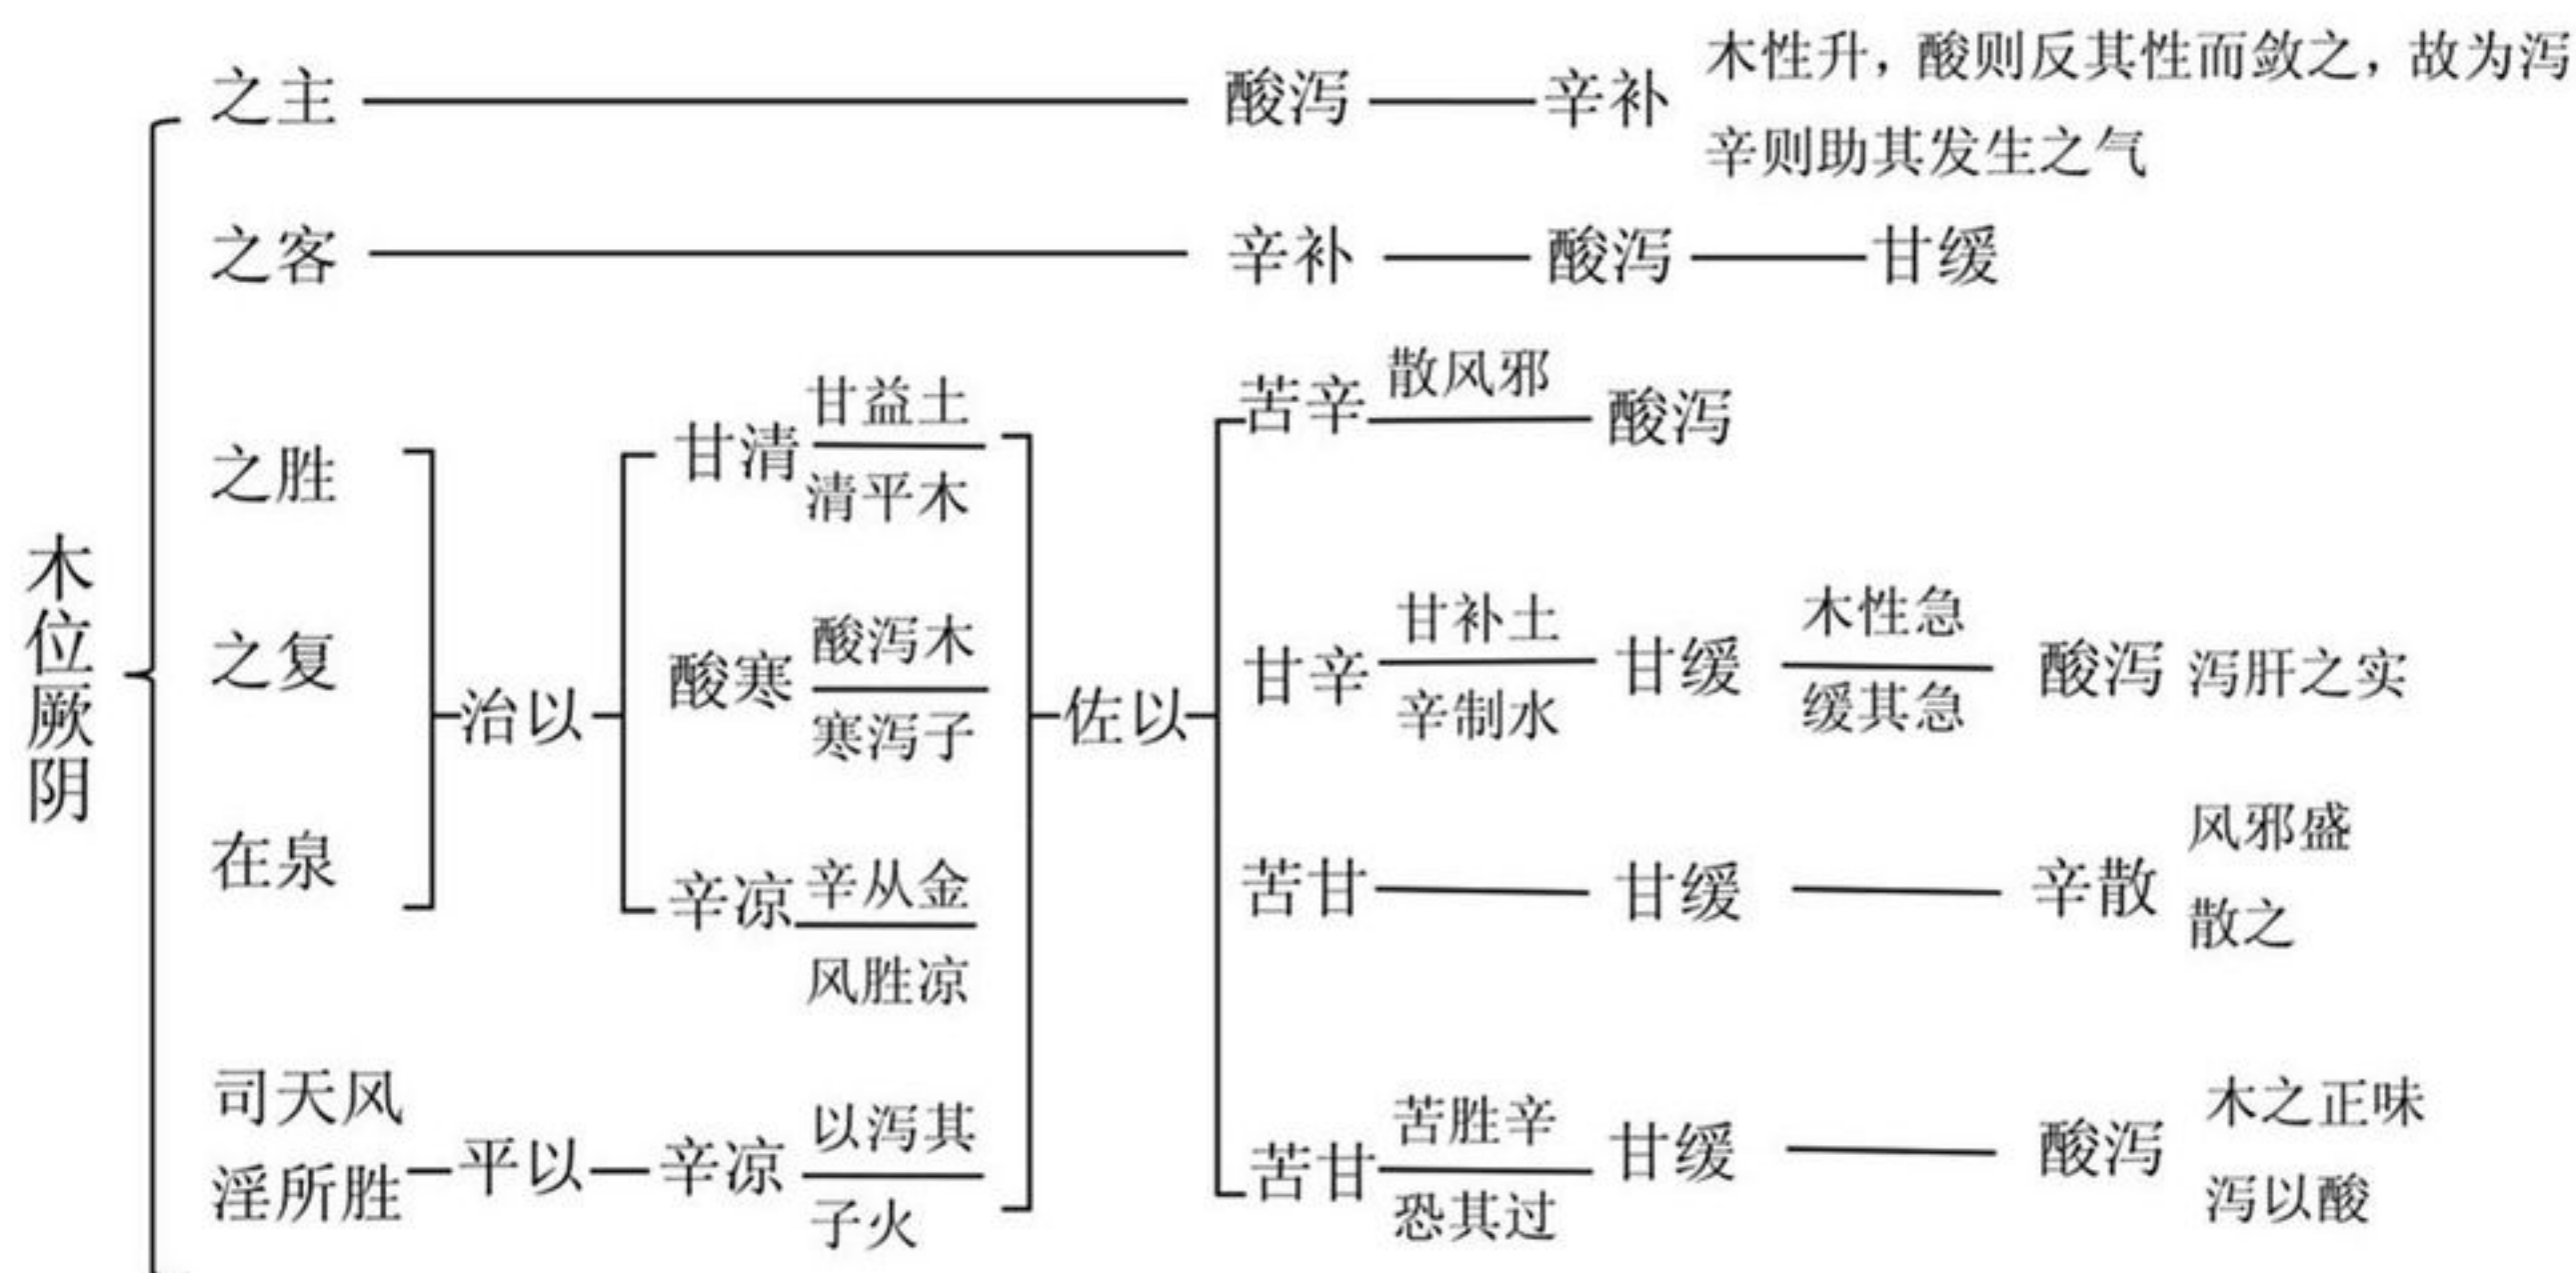 木位厥阴
之主 酸泻 辛补 木性升，酸则反其性而敛之，故为泻
辛则助其发生之气
之客 辛补 酸泻 甘缓
之胜
之复
在泉
治以
甘清 甘益土
清平木
酸寒 酸泻木
寒泻子
辛凉 辛从金
风胜凉
司天风
淫所胜
平以 辛凉 以泻其
子火
佐以
苦辛 散风邪 酸泻
甘辛 甘补土
辛制水
甘缓 木性急
缓其急
酸泻 泻肝之实
苦甘 甘缓 辛散 风邪盛
散之
苦甘 苦胜辛
恐其过
甘缓 酸泻 木之正味
泻以酸